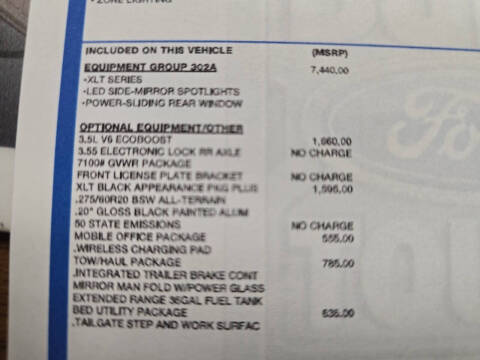 - ZONE LIGHTING
INCLUDED ON THIS VEHICLE (MSRP)
EQUIPMENT GROUP 302A 7,440.00
•XLT SERIES
•LED SIDE-MIRROR SPOTLIGHTS
•POWER-SLIDING REAR WINDOW
OPTIONAL EQUIPMENT/OTHER
3.5L V6 ECOBOOST
3.55 ELECTRONIC LOCK RR AXLE NO CHARGE
7100# GVWR PACKAGE
FRONT LICENSE PLATE BRACKET NO CHARGE
XLT BLACK APPEARANCE PKG PLUS 1,595.00
.275/60R20 BSW ALL-TERRAIN
.20" GLOSS BLACK PAINTED ALUM
50 STATE EMISSIONS NO CHARGE
MOBILE OFFICE PACKAGE 555.00
.WIRELESS CHARGING PAD
TOW/HAUL PACKAGE 785.00
.INTEGRATED TRAILER BRAKE CONT
MIRROR MAN FOLD W/POWER GLASS
EXTENDED RANGE 36GAL FUEL TANK
BED UTILITY PACKAGE
.TAILGATE STEP AND WORK SURFAC